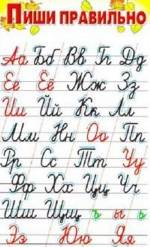 Пиши правильно
Аа Бб Вв Гг Дд
Ее Ёё Жж Зз
Ии Йй Кк Лл
Мм Нн Оо Пп
Рр Сс Тт Уу
Фф Хх Цц Чч
Шш Щщ ъ ы ь
Ээ Юю Яя